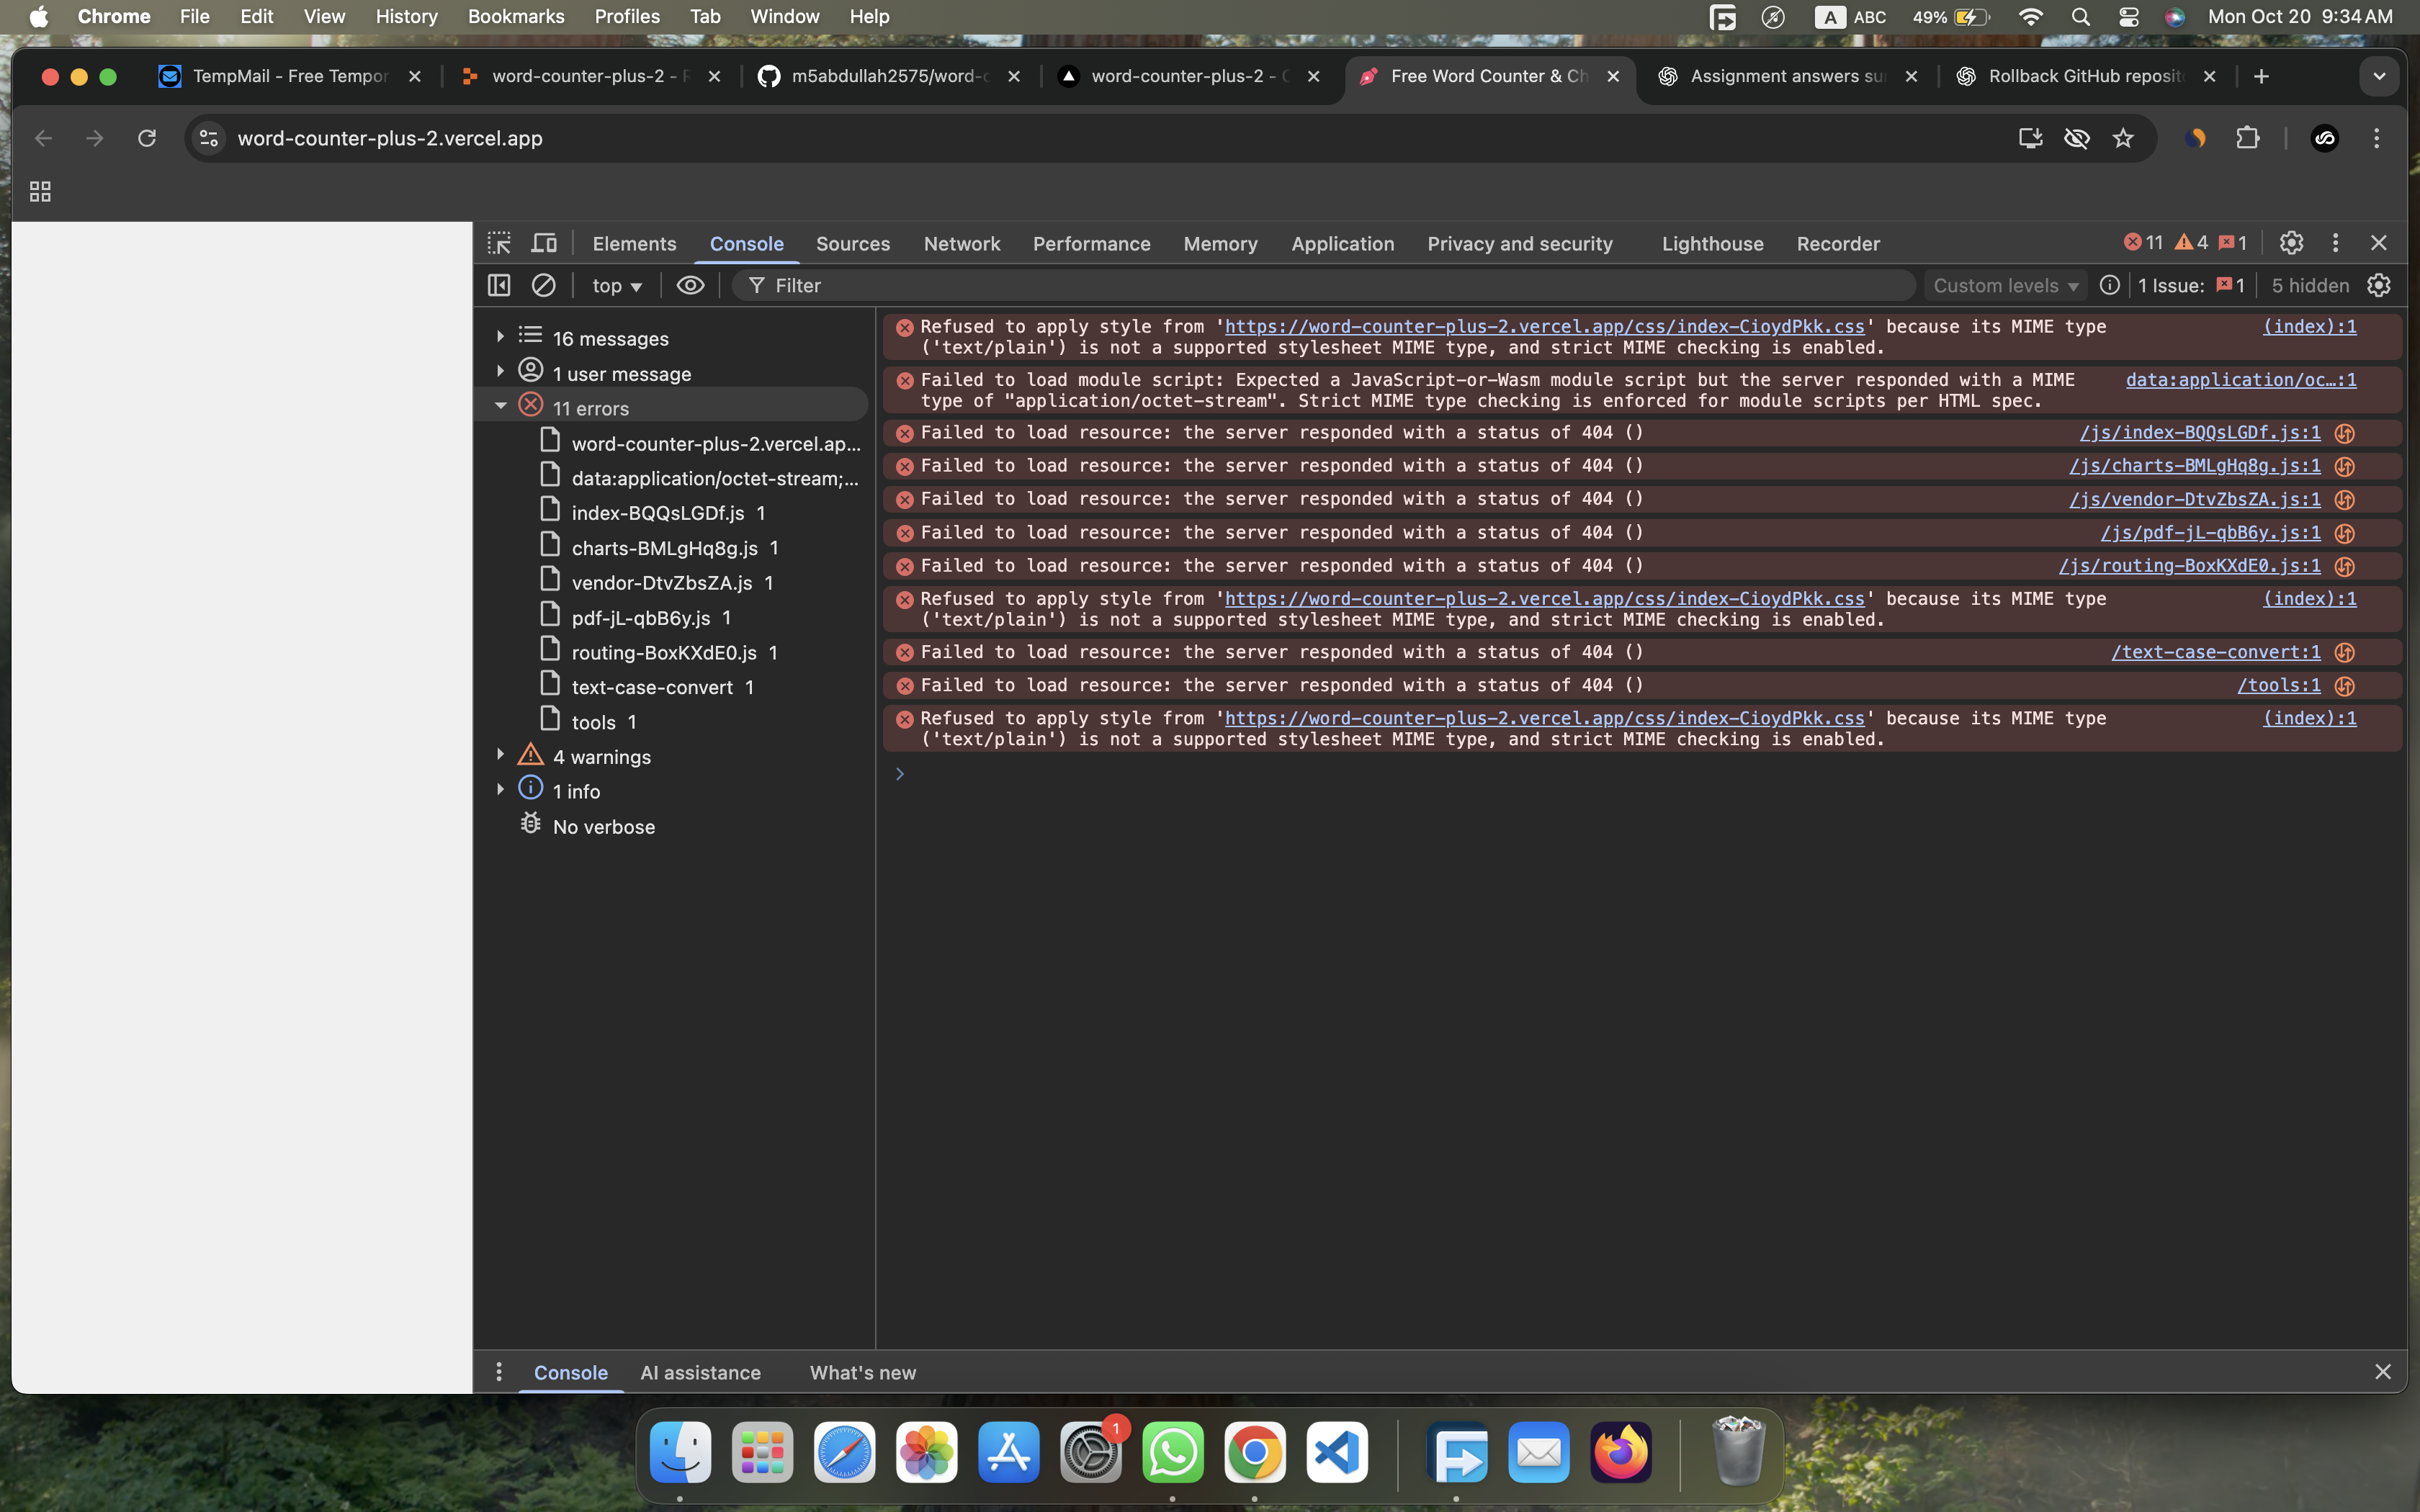 Chrome File Edit View History Bookmarks Profiles Tab Window Help
A ABC 49% Mon Oct 20 9:34 AM
TempMail - Free Tempor
word-counter-plus-2 - R
m5abdullah2575/word-c
word-counter-plus-2 -
Free Word Counter & Ch
Assignment answers su
Rollback GitHub reposit
word-counter-plus-2.vercel.app
Elements Console Sources Network Performance Memory Application Privacy and security Lighthouse Recorder 11 4 1
top Filter Custom levels 1 Issue: 1 5 hidden
16 messages
1 user message
11 errors
word-counter-plus-2.vercel.ap...
data:application/octet-stream;...
index-BQQsLGDf.js 1
charts-BMLgHq8g.js 1
vendor-DtvZbsZA.js 1
pdf-jL-qbB6y.js 1
routing-BoxKXdE0.js 1
text-case-convert 1
tools 1
4 warnings
1 info
No verbose
Refused to apply style from 'https://word-counter-plus-2.vercel.app/css/index-CioydPkk.css' because its MIME type (index):1
('text/plain') is not a supported stylesheet MIME type, and strict MIME checking is enabled.
Failed to load module script: Expected a JavaScript-or-Wasm module script but the server responded with a MIME data:application/oc…:1
type of "application/octet-stream". Strict MIME type checking is enforced for module scripts per HTML spec.
Failed to load resource: the server responded with a status of 404 () /js/index-BQQsLGDf.js:1
Failed to load resource: the server responded with a status of 404 () /js/charts-BMLgHq8g.js:1
Failed to load resource: the server responded with a status of 404 () /js/vendor-DtvZbsZA.js:1
Failed to load resource: the server responded with a status of 404 () /js/pdf-jL-qbB6y.js:1
Failed to load resource: the server responded with a status of 404 () /js/routing-BoxKXdE0.js:1
Refused to apply style from 'https://word-counter-plus-2.vercel.app/css/index-CioydPkk.css' because its MIME type (index):1
('text/plain') is not a supported stylesheet MIME type, and strict MIME checking is enabled.
Failed to load resource: the server responded with a status of 404 () /text-case-convert:1
Failed to load resource: the server responded with a status of 404 () /tools:1
Refused to apply style from 'https://word-counter-plus-2.vercel.app/css/index-CioydPkk.css' because its MIME type (index):1
('text/plain') is not a supported stylesheet MIME type, and strict MIME checking is enabled.
Console AI assistance What's new
1